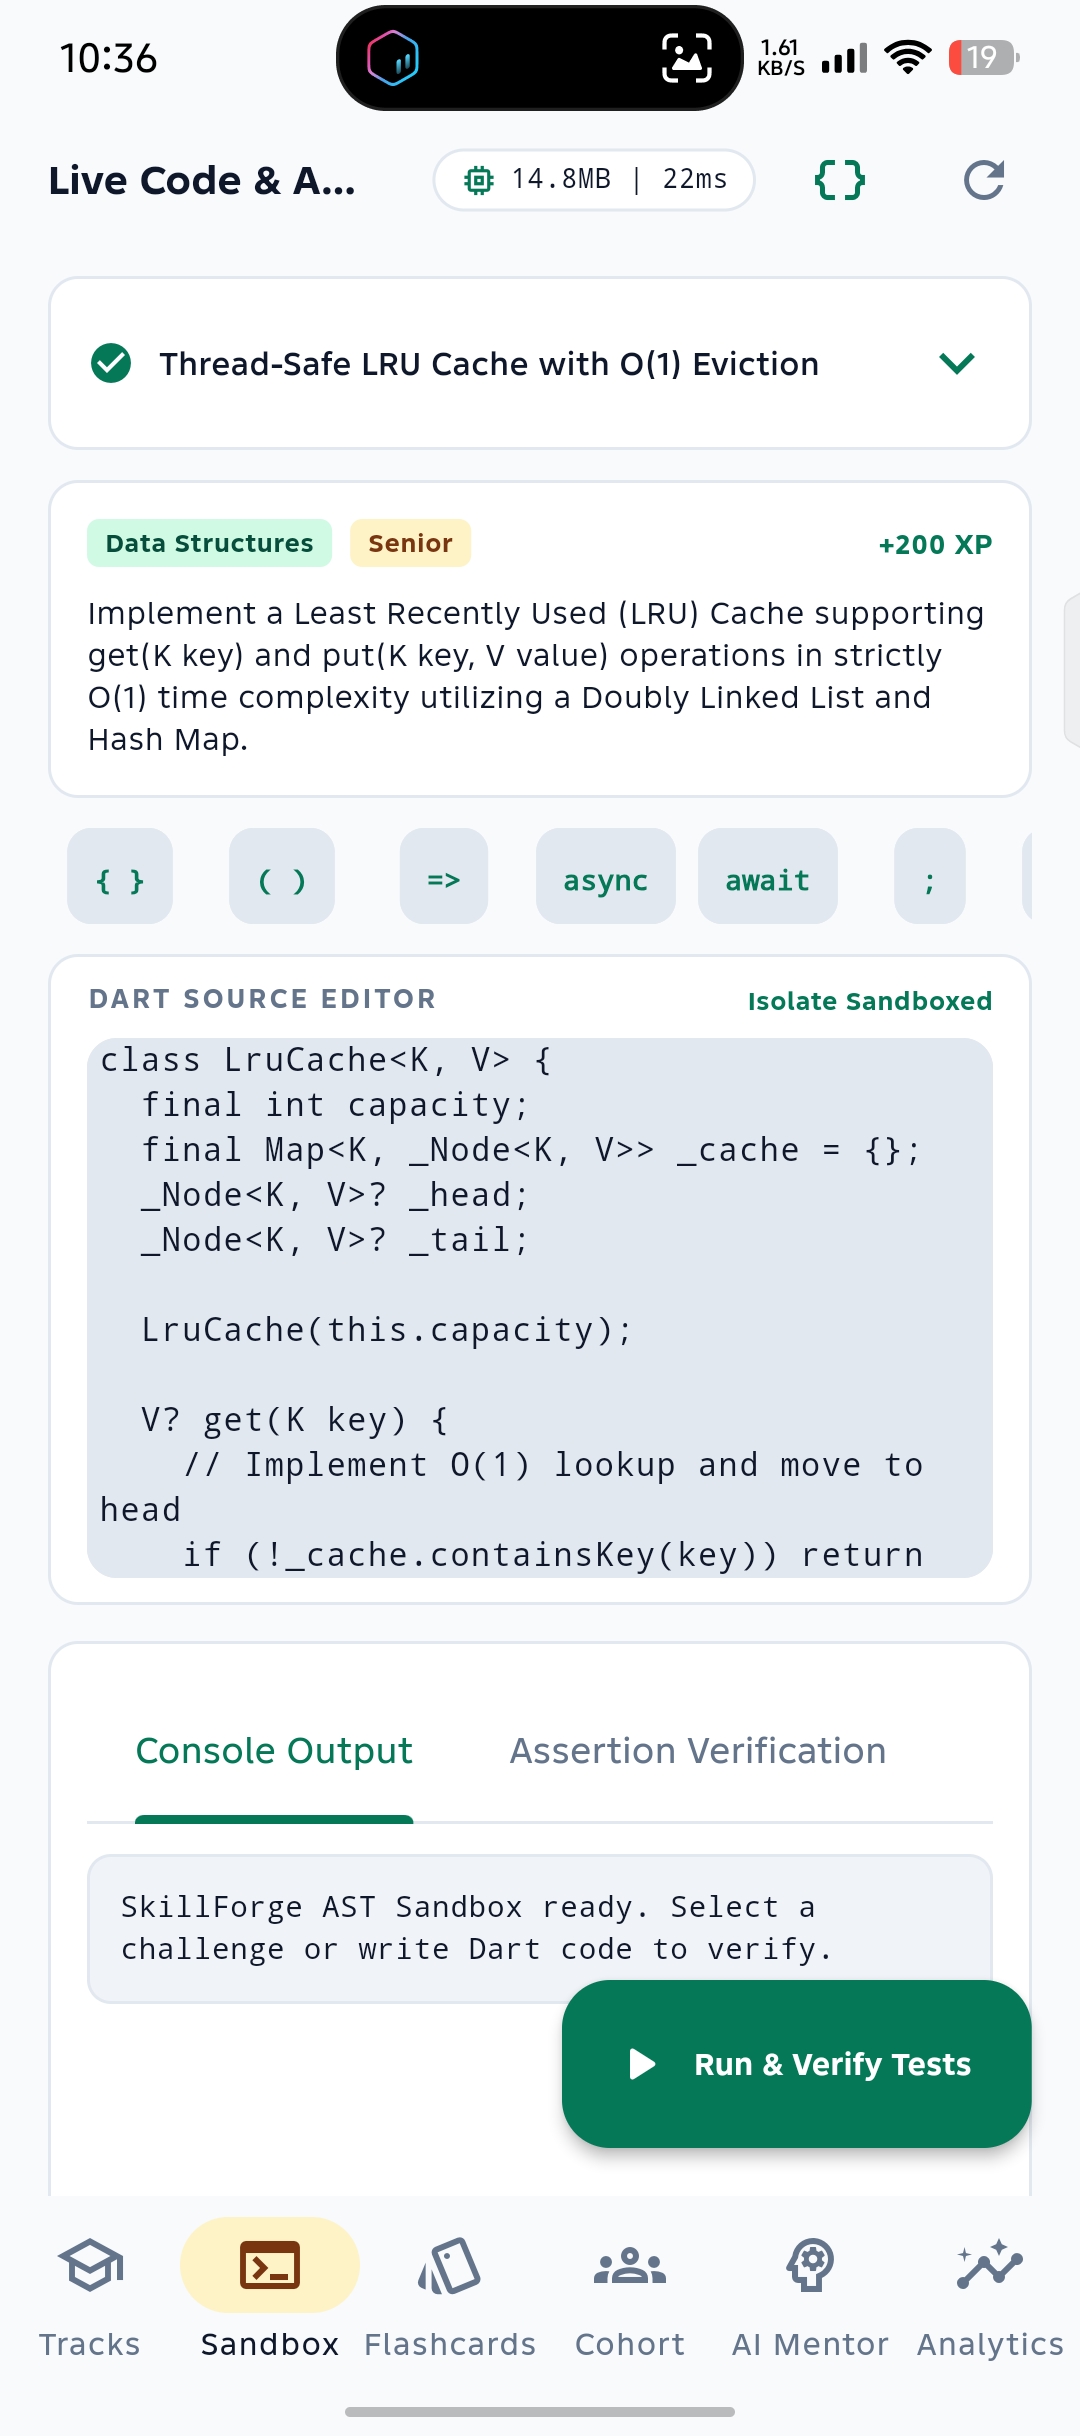 10:36
1.61
KB/S
19
Live Code & A...
14.8MB | 22ms
{}
Thread-Safe LRU Cache with O(1) Eviction
Data Structures
Senior
+200 XP
Implement a Least Recently Used (LRU) Cache supporting
get(K key) and put(K key, V value) operations in strictly
O(1) time complexity utilizing a Doubly Linked List and
Hash Map.
{ }
( )
=>
async
await
;
DART SOURCE EDITOR
Isolate Sandboxed
class LruCache<K, V> {
  final int capacity;
  final Map<K, _Node<K, V>> _cache = {};
  _Node<K, V>? _head;
  _Node<K, V>? _tail;
  LruCache(this.capacity);
  V? get(K key) {
    // Implement O(1) lookup and move to
head
    if (!_cache.containsKey(key)) return
Console Output
Assertion Verification
SkillForge AST Sandbox ready. Select a
challenge or write Dart code to verify.
Run & Verify Tests
Tracks
Sandbox
Flashcards
Cohort
AI Mentor
Analytics